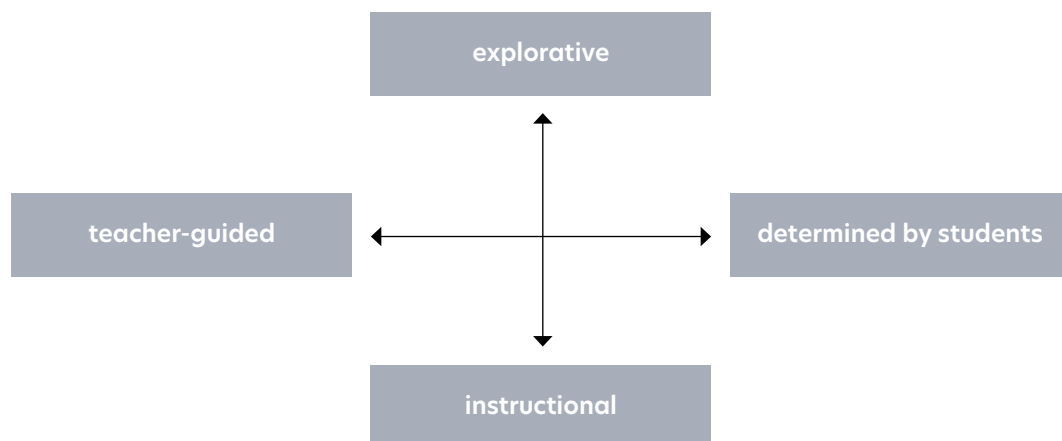 explorative
teacher-guided
determined by students
instructional